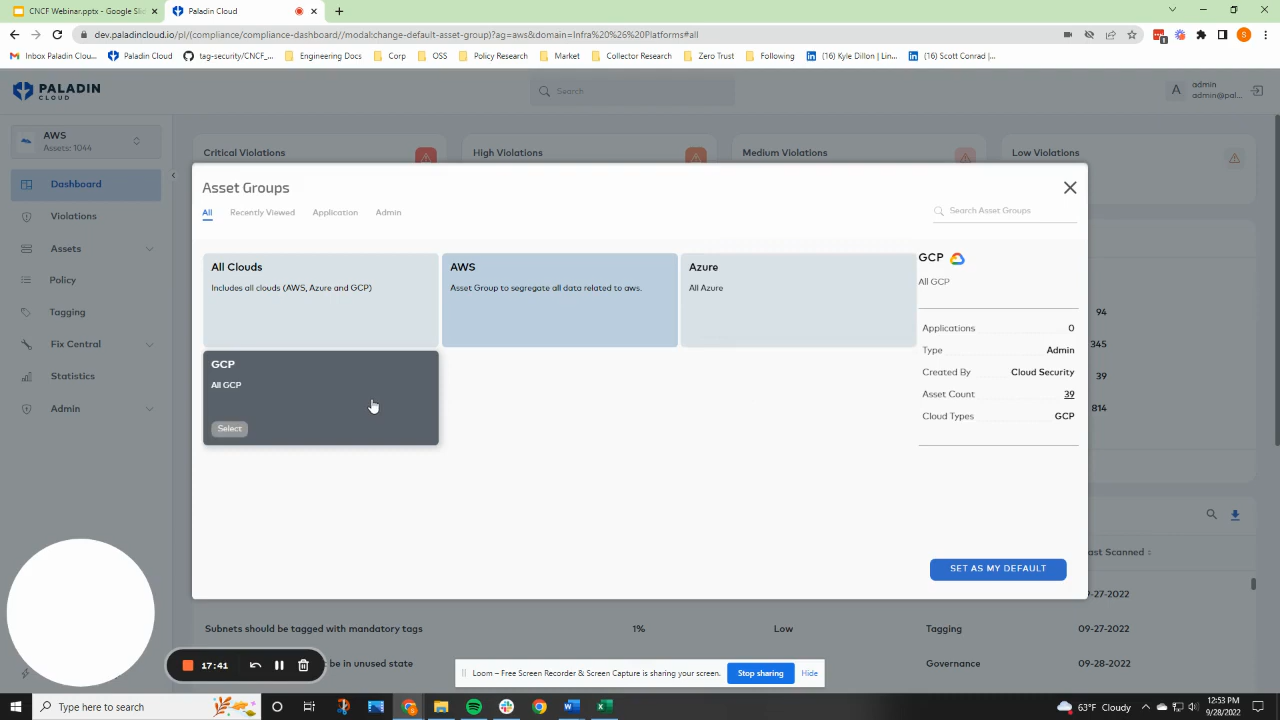 CNCF Webinar.pptx - Google Slid
Paladin Cloud
dev.paladincloud.io/pl/(compliance/compliance-dashboard//modal:change-default-asset-group)?ag=aws&domain=Infra%20%26%20Platforms#all
Inbox Paladin Clou...
Paladin Cloud
tag-security/CNCF_...
Engineering Docs
Corp
OSS
Policy Research
Market
Collector Research
Zero Trust
Following
(16) Kyle Dillon | Lin...
(16) Scott Conrad |...
PALADIN
CLOUD
Search
A
admin
admin@pal...
AWS
Assets: 1044
Critical Violations
High Violations
Medium Violations
Low Violations
Dashboard
Violations
Assets
Policy
Tagging
Fix Central
Statistics
Admin
Asset Groups
All
Recently Viewed
Application
Admin
Search Asset Groups
All Clouds
Includes all clouds (AWS, Azure and GCP)
AWS
Asset Group to segregate all data related to aws.
Azure
All Azure
GCP
All GCP
Select
GCP
All GCP
Applications 0
Type Admin
Created By Cloud Security
Asset Count 39
Cloud Types GCP
SET AS MY DEFAULT
94
345
39
814
ast Scanned
-27-2022
Subnets should be tagged with mandatory tags 1% Low Tagging 09-27-2022
be in unused state Governance 09-28-2022
17:41
Loom – Free Screen Recorder & Screen Capture is sharing your screen.
Stop sharing
Hide
Type here to search
63°F Cloudy
12:53 PM
9/28/2022